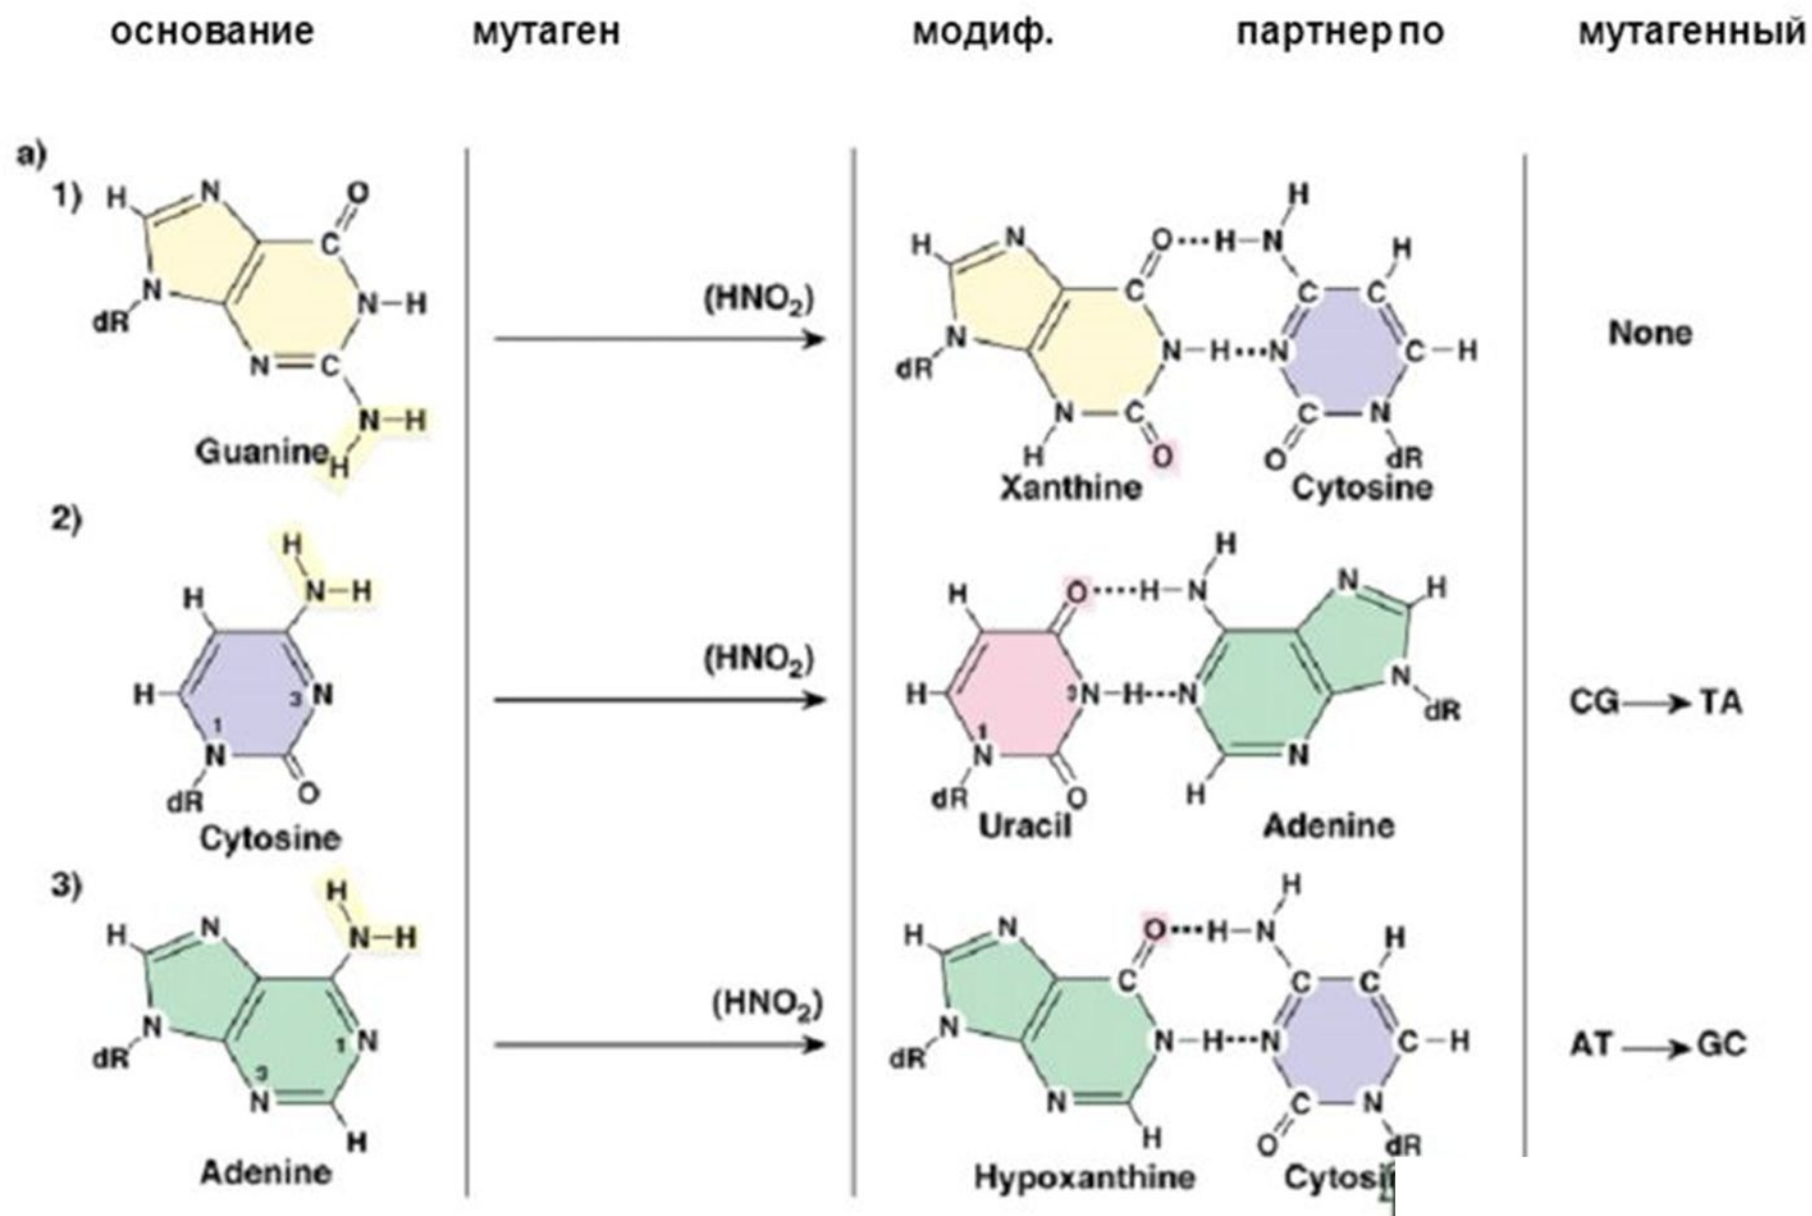 основание мутаген модиф. партнер по мутагенный
a)
1) H N O
C
N N-H
dR
N C
N-H
Guanine H
(HNO2)
H N O H-N H
C C C H
N N-H N C-H
dR
N C C N
H O O dR
Xanthine Cytosine
None
2)
H
H N-H
H 3 N
1
N
dR O
Cytosine
(HNO2)
H
H O H-N N H
H 3 N-H N N
dR
1
N N
dR O H
Uracil Adenine
CG TA
3)
H
H N N-H
N 1 N
dR
3
N
H
Adenine
(HNO2)
H
H N O H-N H
C C C
N N-H N C-H
dR
N C N
H O dR
Hypoxanthine
AT GC